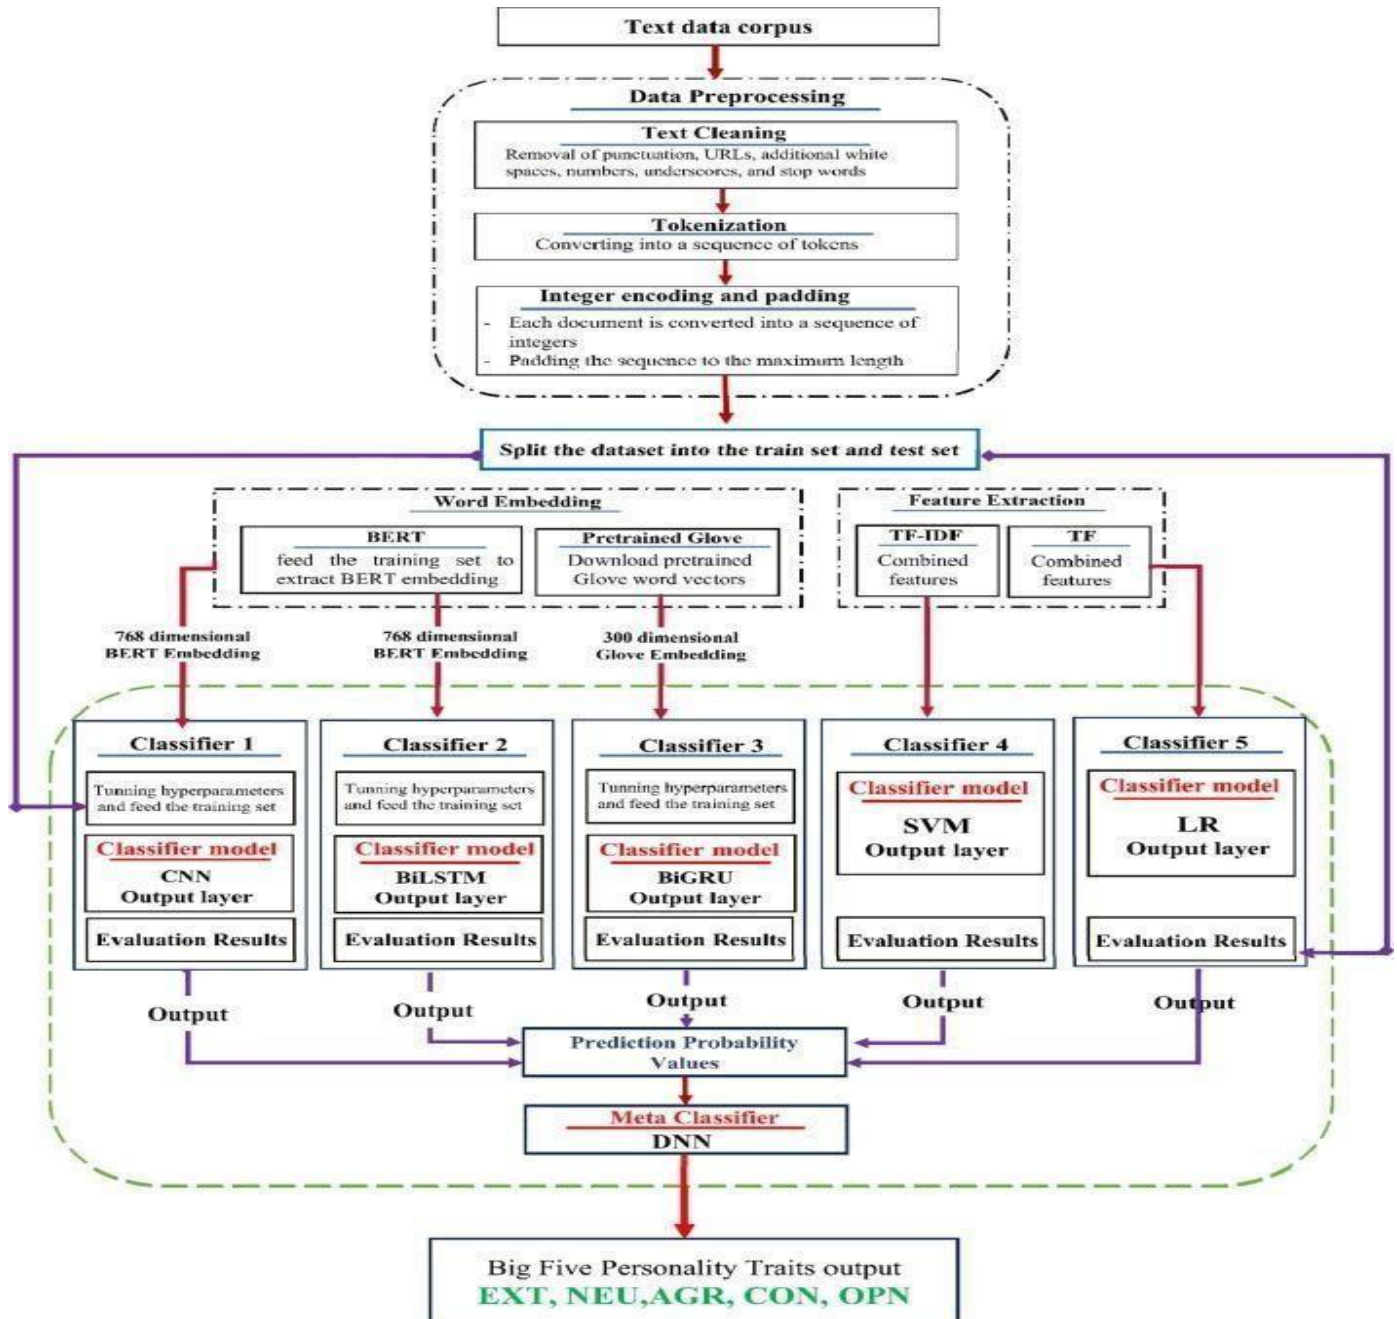 Text data corpus
Data Preprocessing
Text Cleaning
Removal of punctuation, URLs, additional white
spaces, numbers, underscores, and stop words
Tokenization
Converting into a sequence of tokens
Integer encoding and padding
- Each document is converted into a sequence of
integers
- Padding the sequence to the maximum length
Split the dataset into the train set and test set
Word Embedding
BERT
feed the training set to
extract BERT embedding
Pretrained Glove
Download pretrained
Glove word vectors
Feature Extraction
TF-IDF
Combined
features
TF
Combined
features
768 dimensional
BERT Embedding
768 dimensional
BERT Embedding
300 dimensional
Glove Embedding
Classifier 1
Tunning hyperparameters
and feed the training set
Classifier model
CNN
Output layer
Evaluation Results
Classifier 2
Tunning hyperparameters
and feed the training set
Classifier model
BiLSTM
Output layer
Evaluation Results
Classifier 3
Tunning hyperparameters
and feed the training set
Classifier model
BiGRU
Output layer
Evaluation Results
Classifier 4
Classifier model
SVM
Output layer
Evaluation Results
Classifier 5
Classifier model
LR
Output layer
Evaluation Results
Output
Output
Output
Output
Output
Prediction Probability
Values
Meta Classifier
DNN
Big Five Personality Traits output
EXT, NEU,AGR, CON, OPN